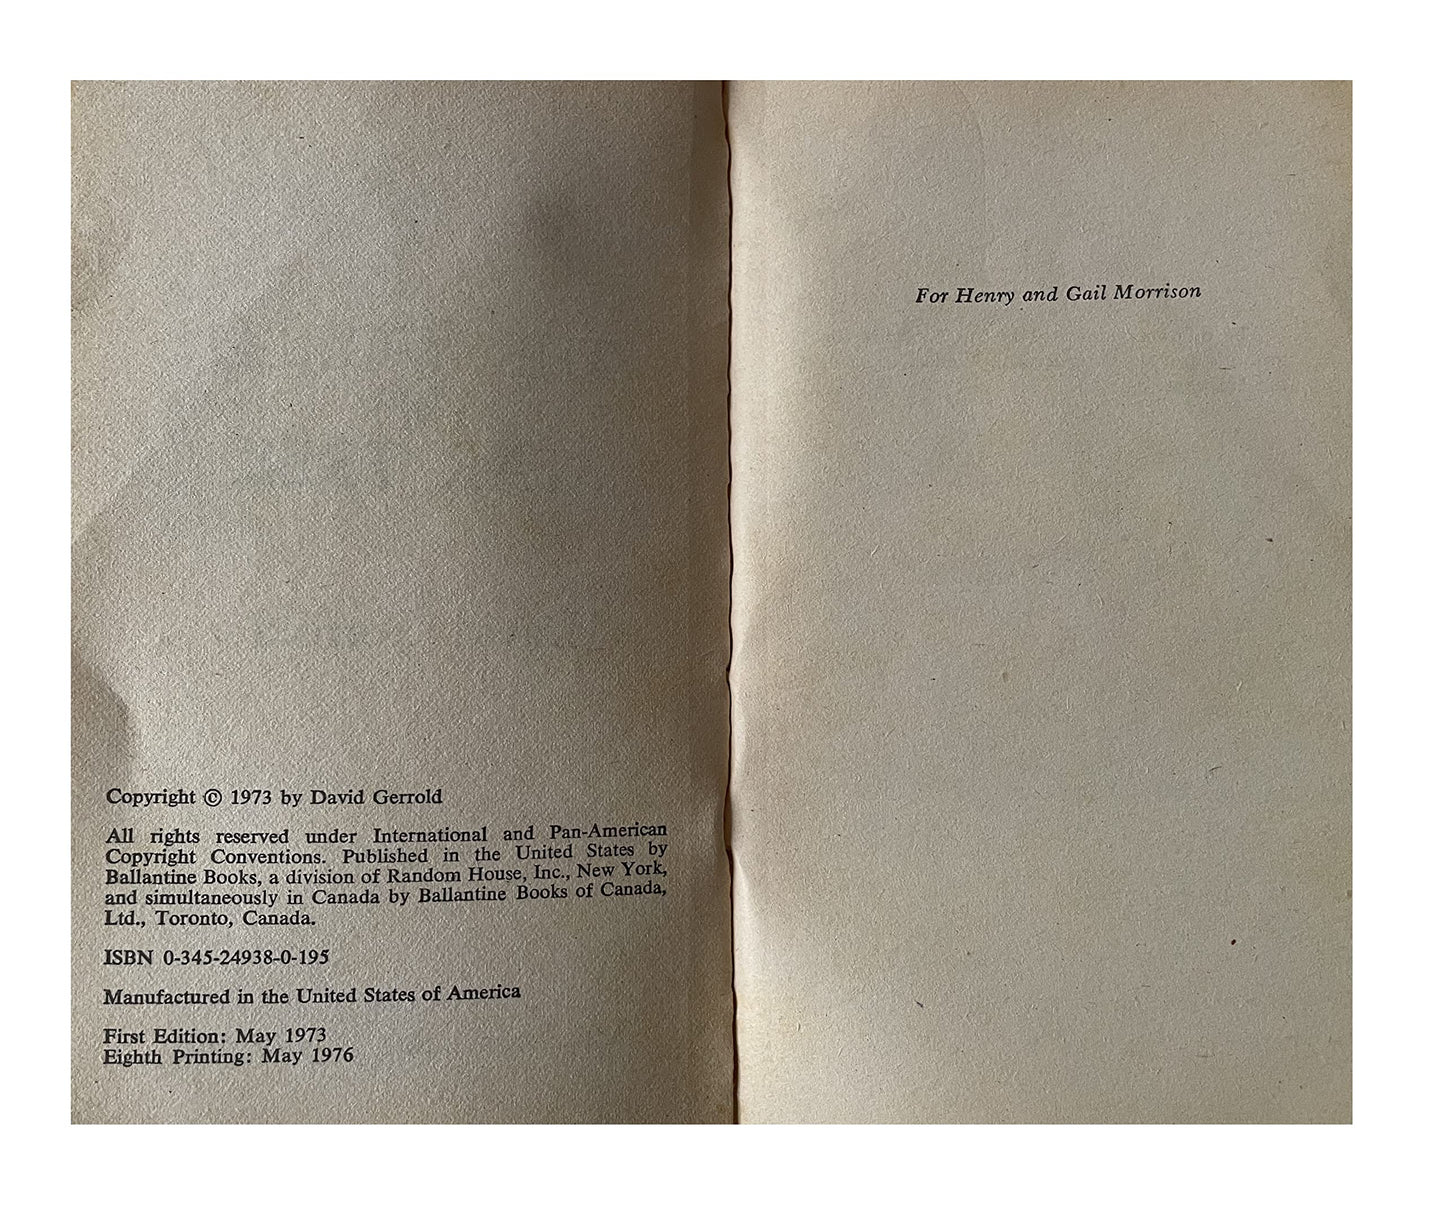 Copyright © 1973 by David Gerrold
All rights reserved under International and Pan-American
Copyright Conventions. Published in the United States by
Ballantine Books, a division of Random House, Inc., New York,
and simultaneously in Canada by Ballantine Books of Canada,
Ltd., Toronto, Canada.
ISBN 0-345-24938-0-195
Manufactured in the United States of America
First Edition: May 1973
Eighth Printing: May 1976
For Henry and Gail Morrison